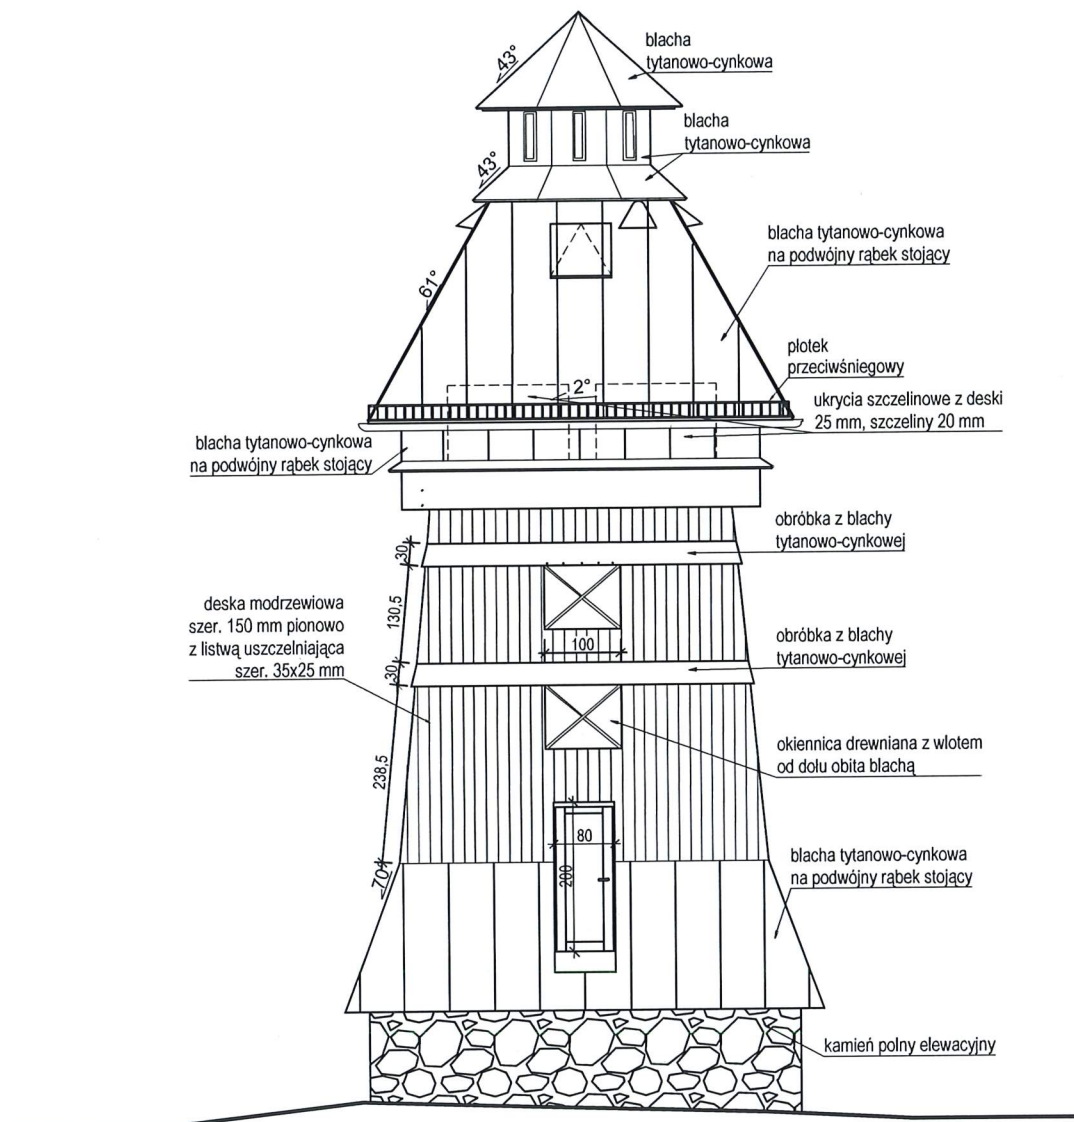 43°
blacha
tytanowo-cynkowa
blacha
tytanowo-cynkowa
43°
blacha tytanowo-cynkowa
na podwójny rąbek stojący
61°
płotek
przeciwśniegowy
2°
ukrycia szczelinowe z deski
25 mm, szczeliny 20 mm
blacha tytanowo-cynkowa
na podwójny rąbek stojący
obróbka z blachy
tytanowo-cynkowej
30
130,5
deska modrzewiowa
szer. 150 mm pionowo
z listwą uszczelniająca
szer. 35x25 mm
100
obróbka z blachy
tytanowo-cynkowej
30
okiennica drewniana z wlotem
od dołu obita blachą
238,5
80
200
70°
blacha tytanowo-cynkowa
na podwójny rąbek stojący
kamień polny elewacyjny